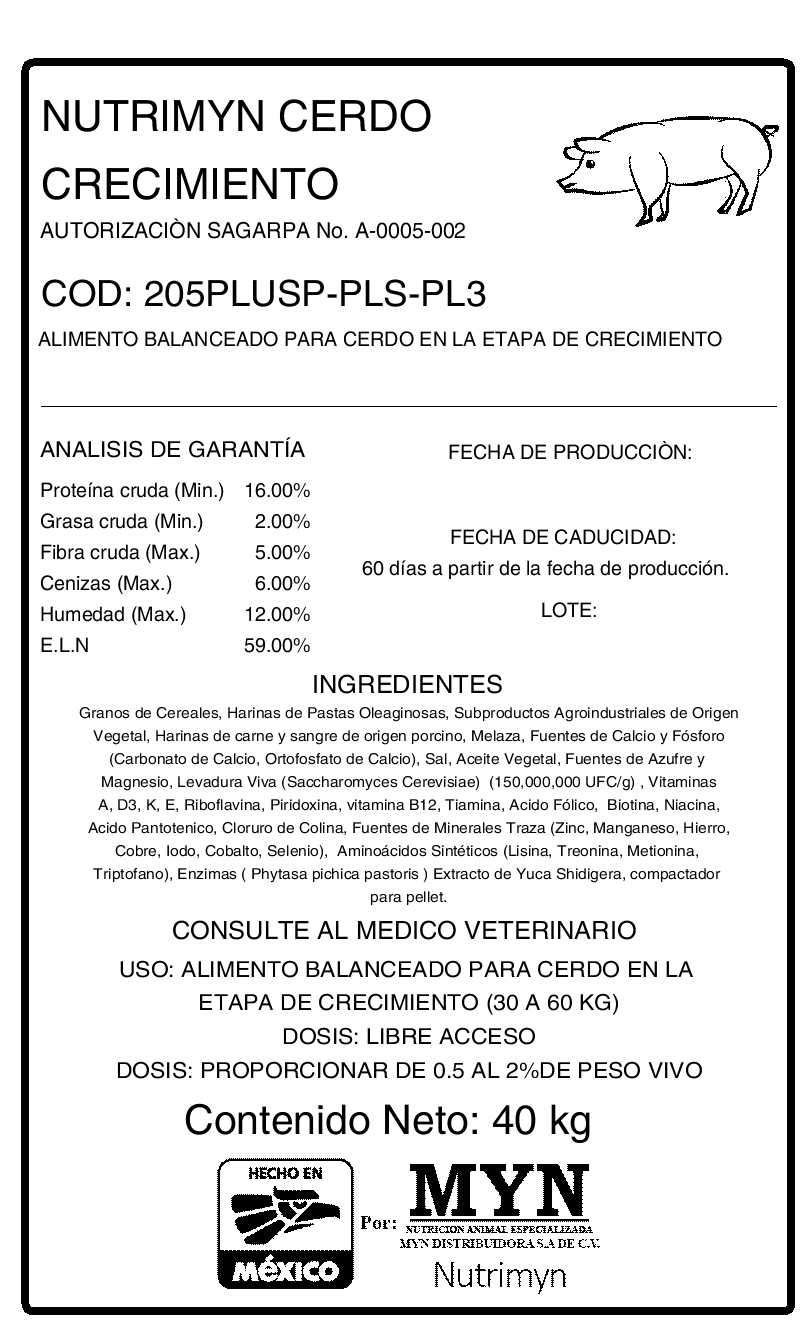 NUTRIMYN CERDO
CRECIMIENTO
AUTORIZACIÒN SAGARPA No. A-0005-002
COD: 205PLUSP-PLS-PL3
ALIMENTO BALANCEADO PARA CERDO EN LA ETAPA DE CRECIMIENTO
ANALISIS DE GARANTÍA
Proteína cruda (Min.) 16.00%
Grasa cruda (Min.) 2.00%
Fibra cruda (Max.) 5.00%
Cenizas (Max.) 6.00%
Humedad (Max.) 12.00%
E.L.N 59.00%
FECHA DE PRODUCCIÒN:
FECHA DE CADUCIDAD:
60 días a partir de la fecha de producción.
LOTE:
INGREDIENTES
Granos de Cereales, Harinas de Pastas Oleaginosas, Subproductos Agroindustriales de Origen
Vegetal, Harinas de carne y sangre de origen porcino, Melaza, Fuentes de Calcio y Fósforo
(Carbonato de Calcio, Ortofosfato de Calcio), Sal, Aceite Vegetal, Fuentes de Azufre y
Magnesio, Levadura Viva (Saccharomyces Cerevisiae) (150,000,000 UFC/g) , Vitaminas
A, D3, K, E, Riboflavina, Piridoxina, vitamina B12, Tiamina, Acido Fólico, Biotina, Niacina,
Acido Pantotenico, Cloruro de Colina, Fuentes de Minerales Traza (Zinc, Manganeso, Hierro,
Cobre, Iodo, Cobalto, Selenio), Aminoácidos Sintéticos (Lisina, Treonina, Metionina,
Triptofano), Enzimas ( Phytasa pichica pastoris ) Extracto de Yuca Shidigera, compactador
para pellet.
CONSULTE AL MEDICO VETERINARIO
USO: ALIMENTO BALANCEADO PARA CERDO EN LA
ETAPA DE CRECIMIENTO (30 A 60 KG)
DOSIS: LIBRE ACCESO
DOSIS: PROPORCIONAR DE 0.5 AL 2%DE PESO VIVO
Contenido Neto: 40 kg
HECHO EN
MéXICO
Por:
MYN
NUTRICION ANIMAL ESPECIALIZADA
MYN DISTRIBUIDORA S.A DE C.V.
Nutrimyn